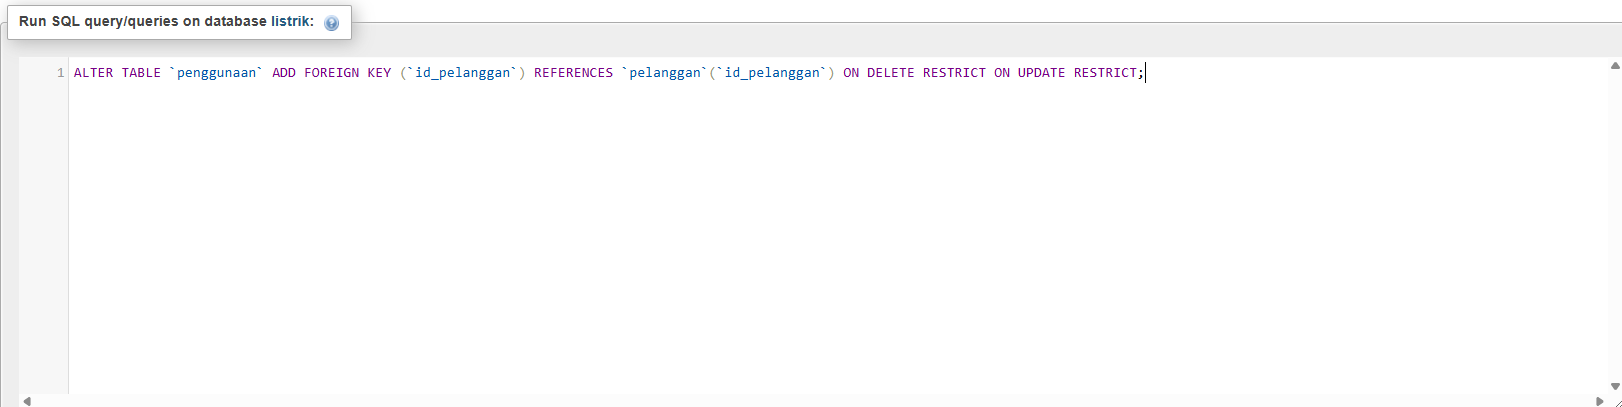 Run SQL query/queries on database listrik:
1 ALTER TABLE `penggunaan` ADD FOREIGN KEY (`id_pelanggan`) REFERENCES `pelanggan`(`id_pelanggan`) ON DELETE RESTRICT ON UPDATE RESTRICT;